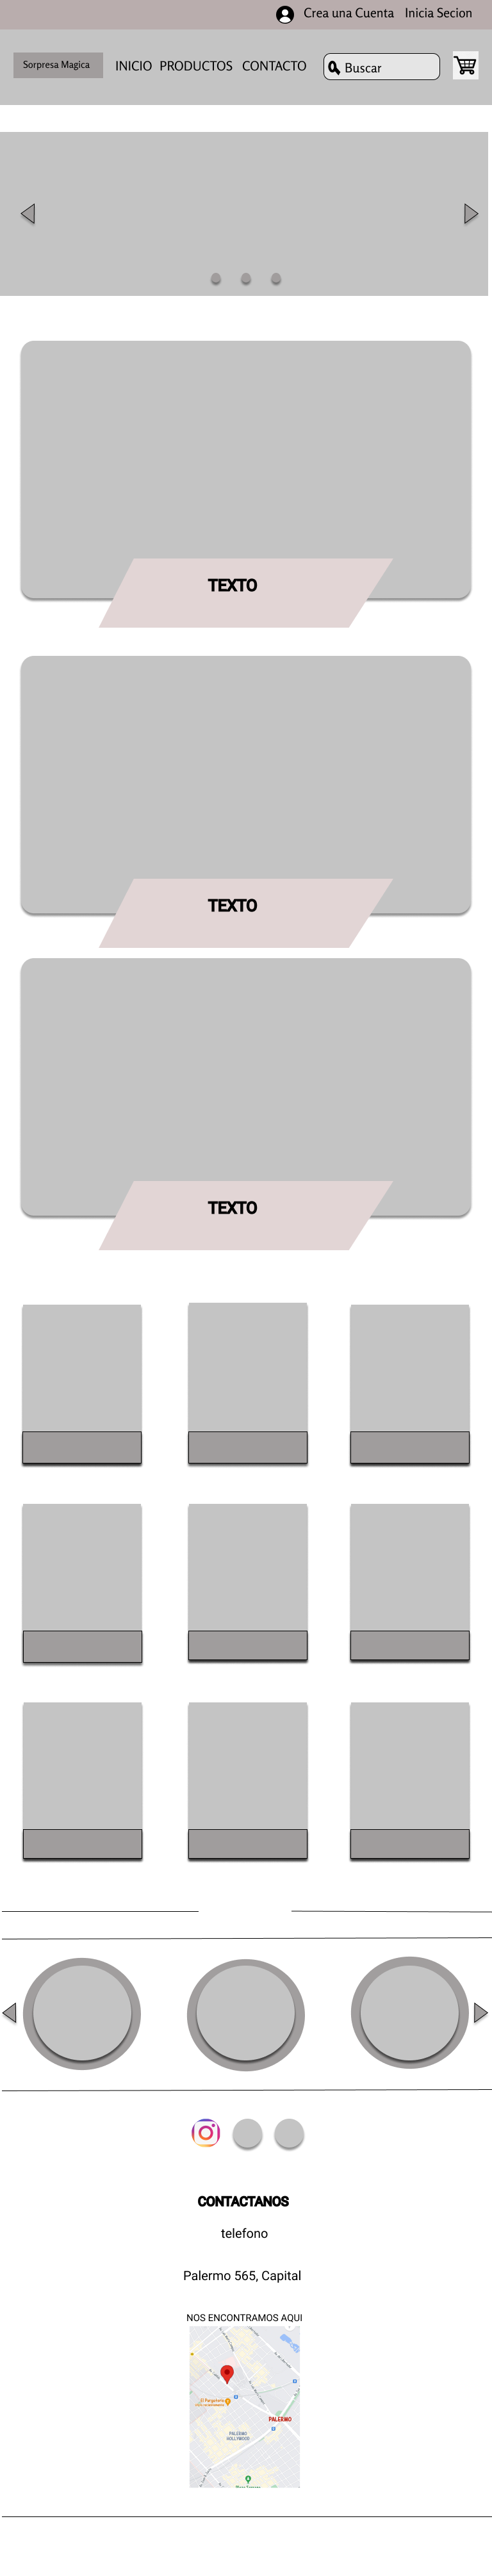 Crea una Cuenta Inicia Secion
Sorpresa Magica INICIO PRODUCTOS CONTACTO Buscar
TEXTO
TEXTO
TEXTO
CONTACTANOS
telefono
Palermo 565, Capital
NOS ENCONTRAMOS AQUI
PALERMO
PALERMO
HOLLYWOOD